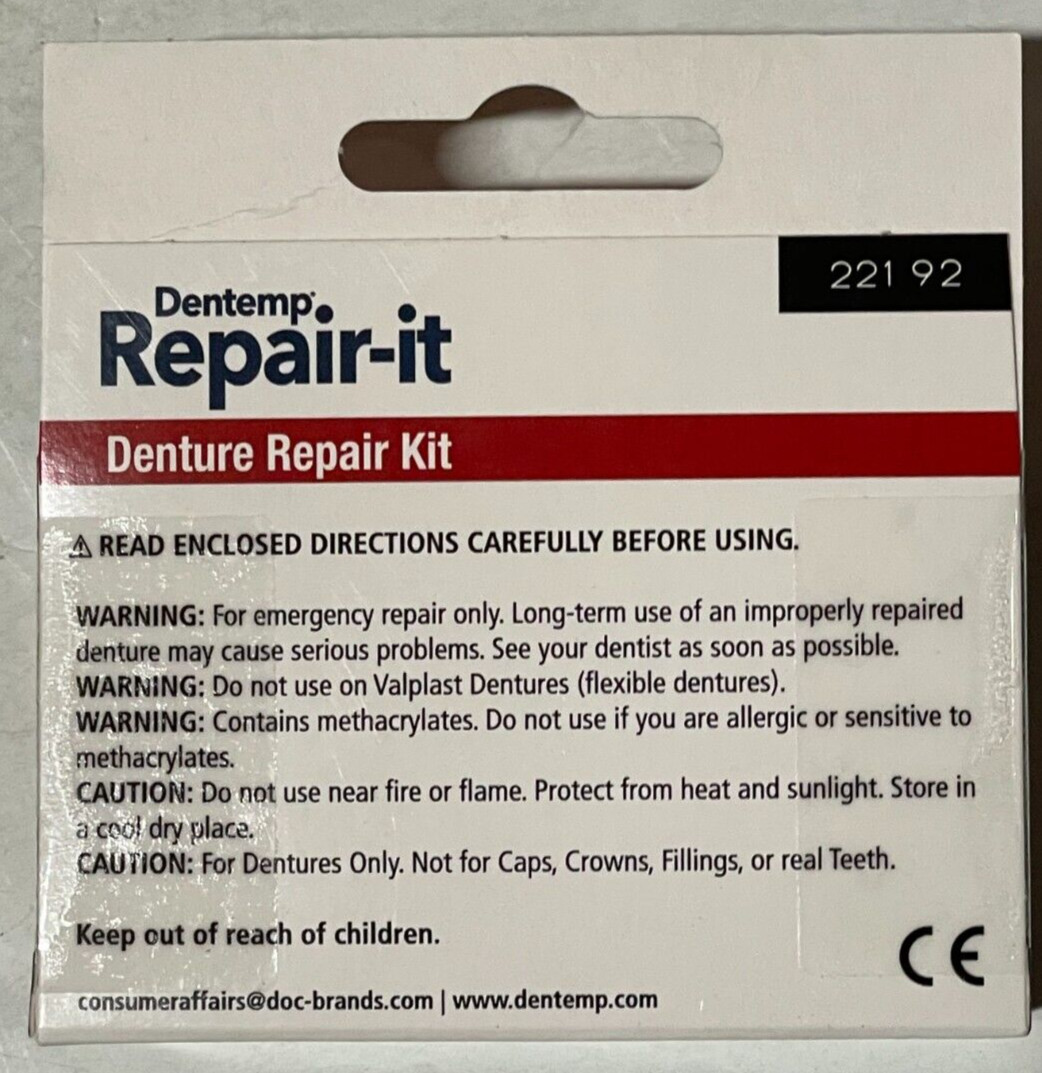 221 92
Dentemp
Repair-it
Denture Repair Kit
⚠ READ ENCLOSED DIRECTIONS CAREFULLY BEFORE USING.
WARNING: For emergency repair only. Long-term use of an improperly repaired
denture may cause serious problems. See your dentist as soon as possible.
WARNING: Do not use on Valplast Dentures (flexible dentures).
WARNING: Contains methacrylates. Do not use if you are allergic or sensitive to
methacrylates.
CAUTION: Do not use near fire or flame. Protect from heat and sunlight. Store in
a cool dry place.
CAUTION: For Dentures Only. Not for Caps, Crowns, Fillings, or real Teeth.
Keep out of reach of children.
CE
consumeraffairs@doc-brands.com | www.dentemp.com